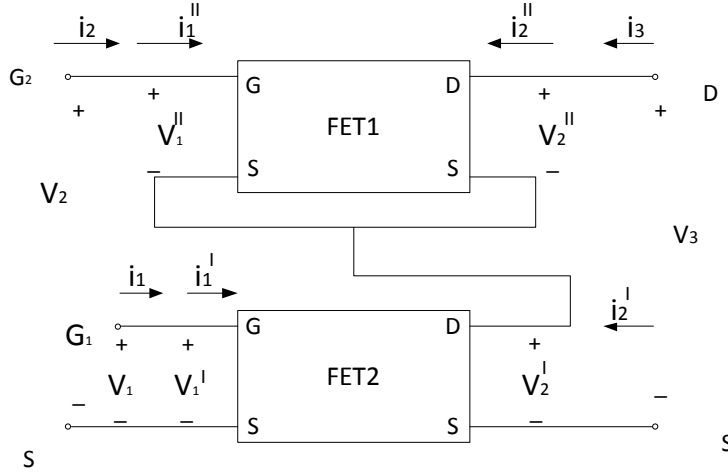 i2 i1II i2II i3
G2 G D D
+ + + +
V1II FET1 V2II
− S S −
V2
V3
i1 i1I i2I
G1 G D
+ + +
V1 V1I FET2 V2I
− −
− − S S −
S S